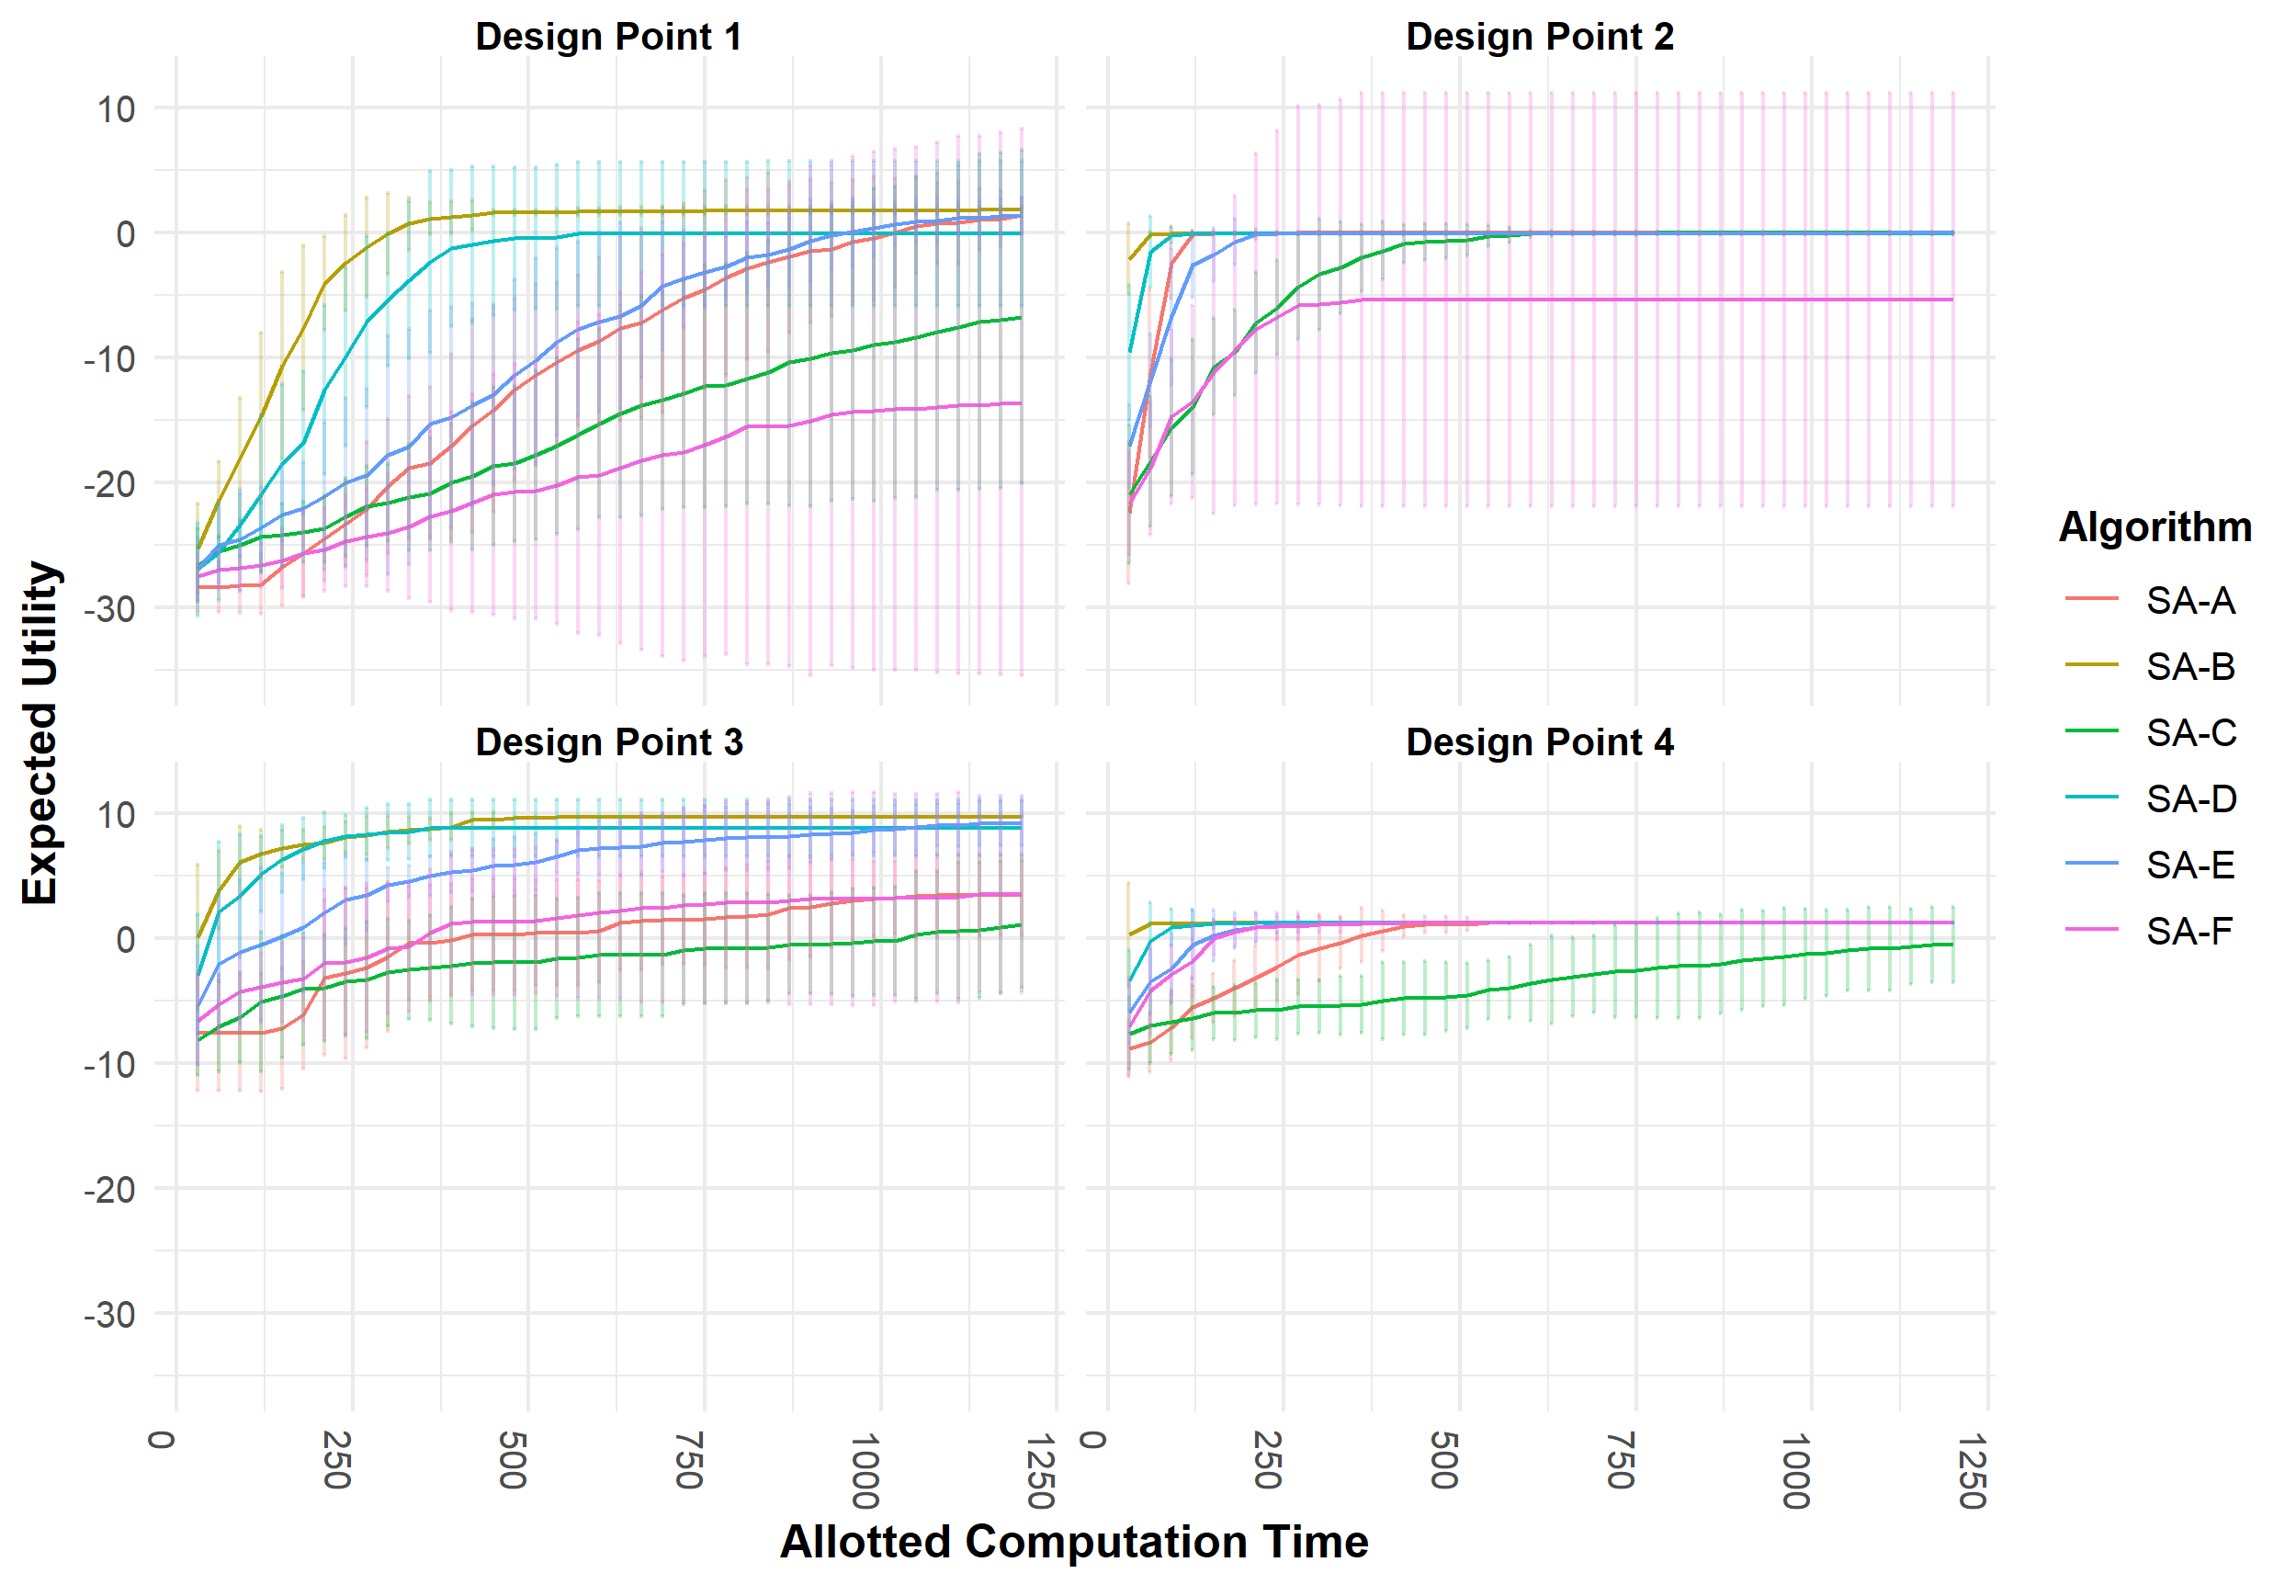 Design Point 1
Design Point 2
10
0
-10
-20
-30
Design Point 3
Design Point 4
10
0
-10
-20
-30
0
250
500
750
1000
1250
0
250
500
750
1000
1250
Expected Utility
Allotted Computation Time
Algorithm
SA-A
SA-B
SA-C
SA-D
SA-E
SA-F